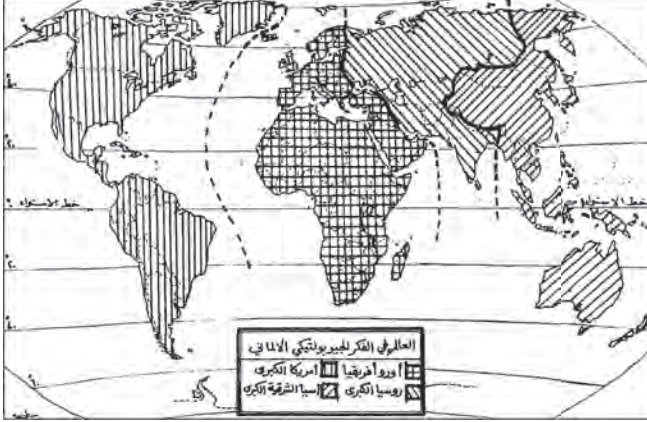 خط الاستواء
خط الاستواء
العالم في الفكر الجيوبولتيكي الالماني
أوروأفريقيا
أمريكا الكبرى
روسيا الكبرى
آسيا الشرقية الكبرى